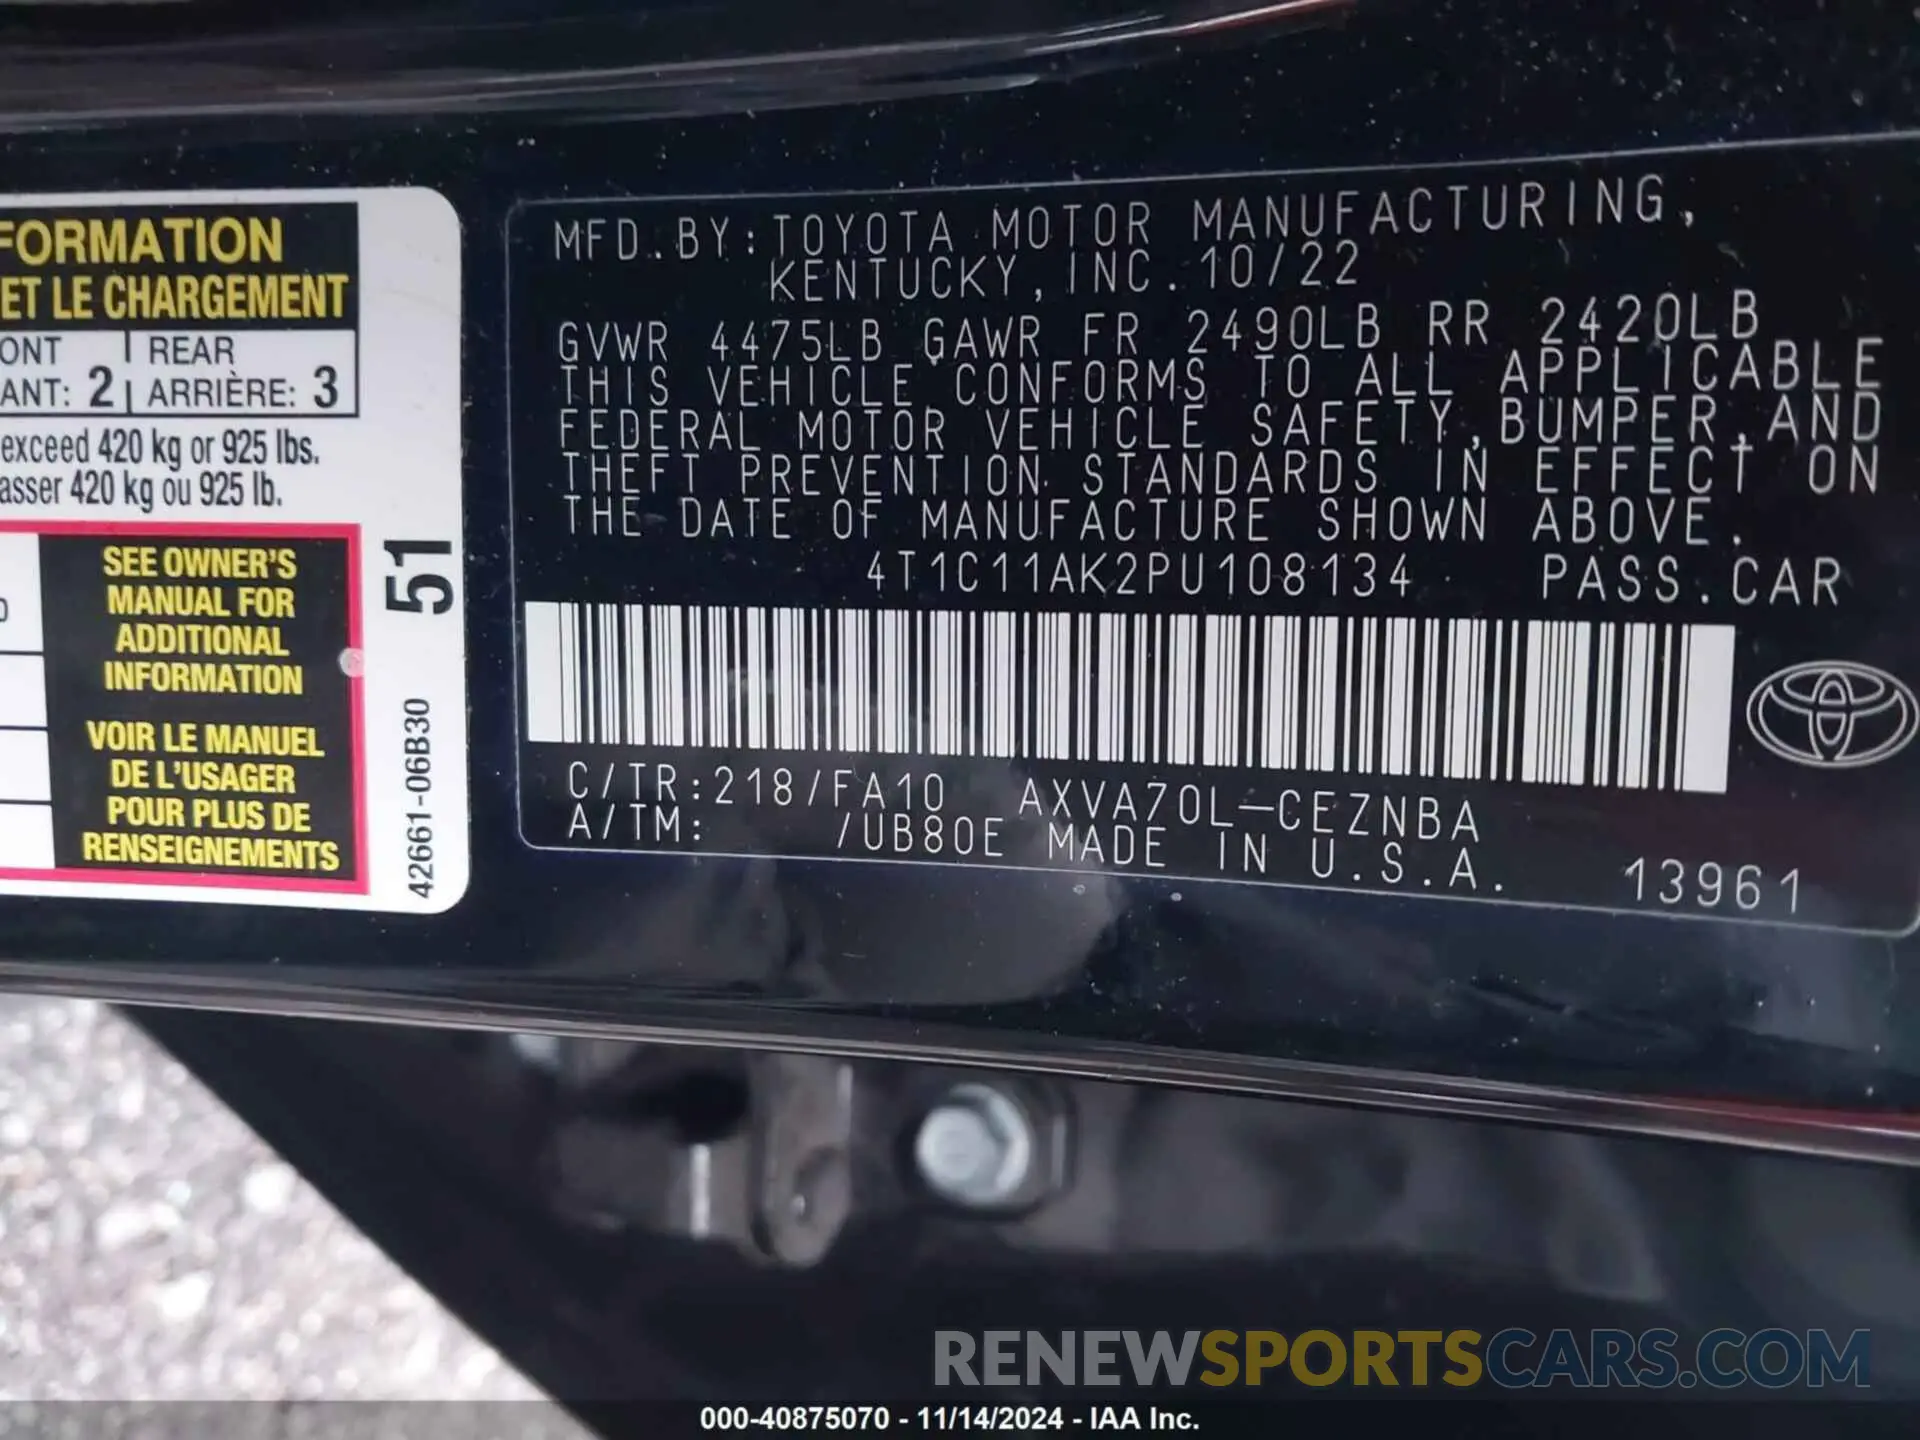 FORMATION
ET LE CHARGEMENT
ONT
REAR
ANT: 2
ARRIÈRE: 3
exceed 420 kg or 925 lbs.
asser 420 kg ou 925 lb.
SEE OWNER'S
MANUAL FOR
ADDITIONAL
INFORMATION
VOIR LE MANUEL
DE L'USAGER
POUR PLUS DE
RENSEIGNEMENTS
51
42661-06B30
MFD.BY:TOYOTA MOTOR MANUFACTURING,
KENTUCKY, INC. 10/22
GVWR 4475LB GAWR FR 2490LB RR 2420LB
THIS VEHICLE CONFORMS TO ALL APPLICABLE
FEDERAL MOTOR VEHICLE SAFETY,BUMPER,AND
THEFT PREVENTION STANDARDS IN EFFECT ON
THE DATE OF MANUFACTURE SHOWN ABOVE.
4T1C11AK2PU108134 PASS.CAR
C/TR:218/FA10 AXVA70L-CEZNBA
A/TM: /UB80E MADE IN U.S.A.
13961
RENEWSPORTSCARS.COM
000-40875070 - 11/14/2024 - IAA Inc.